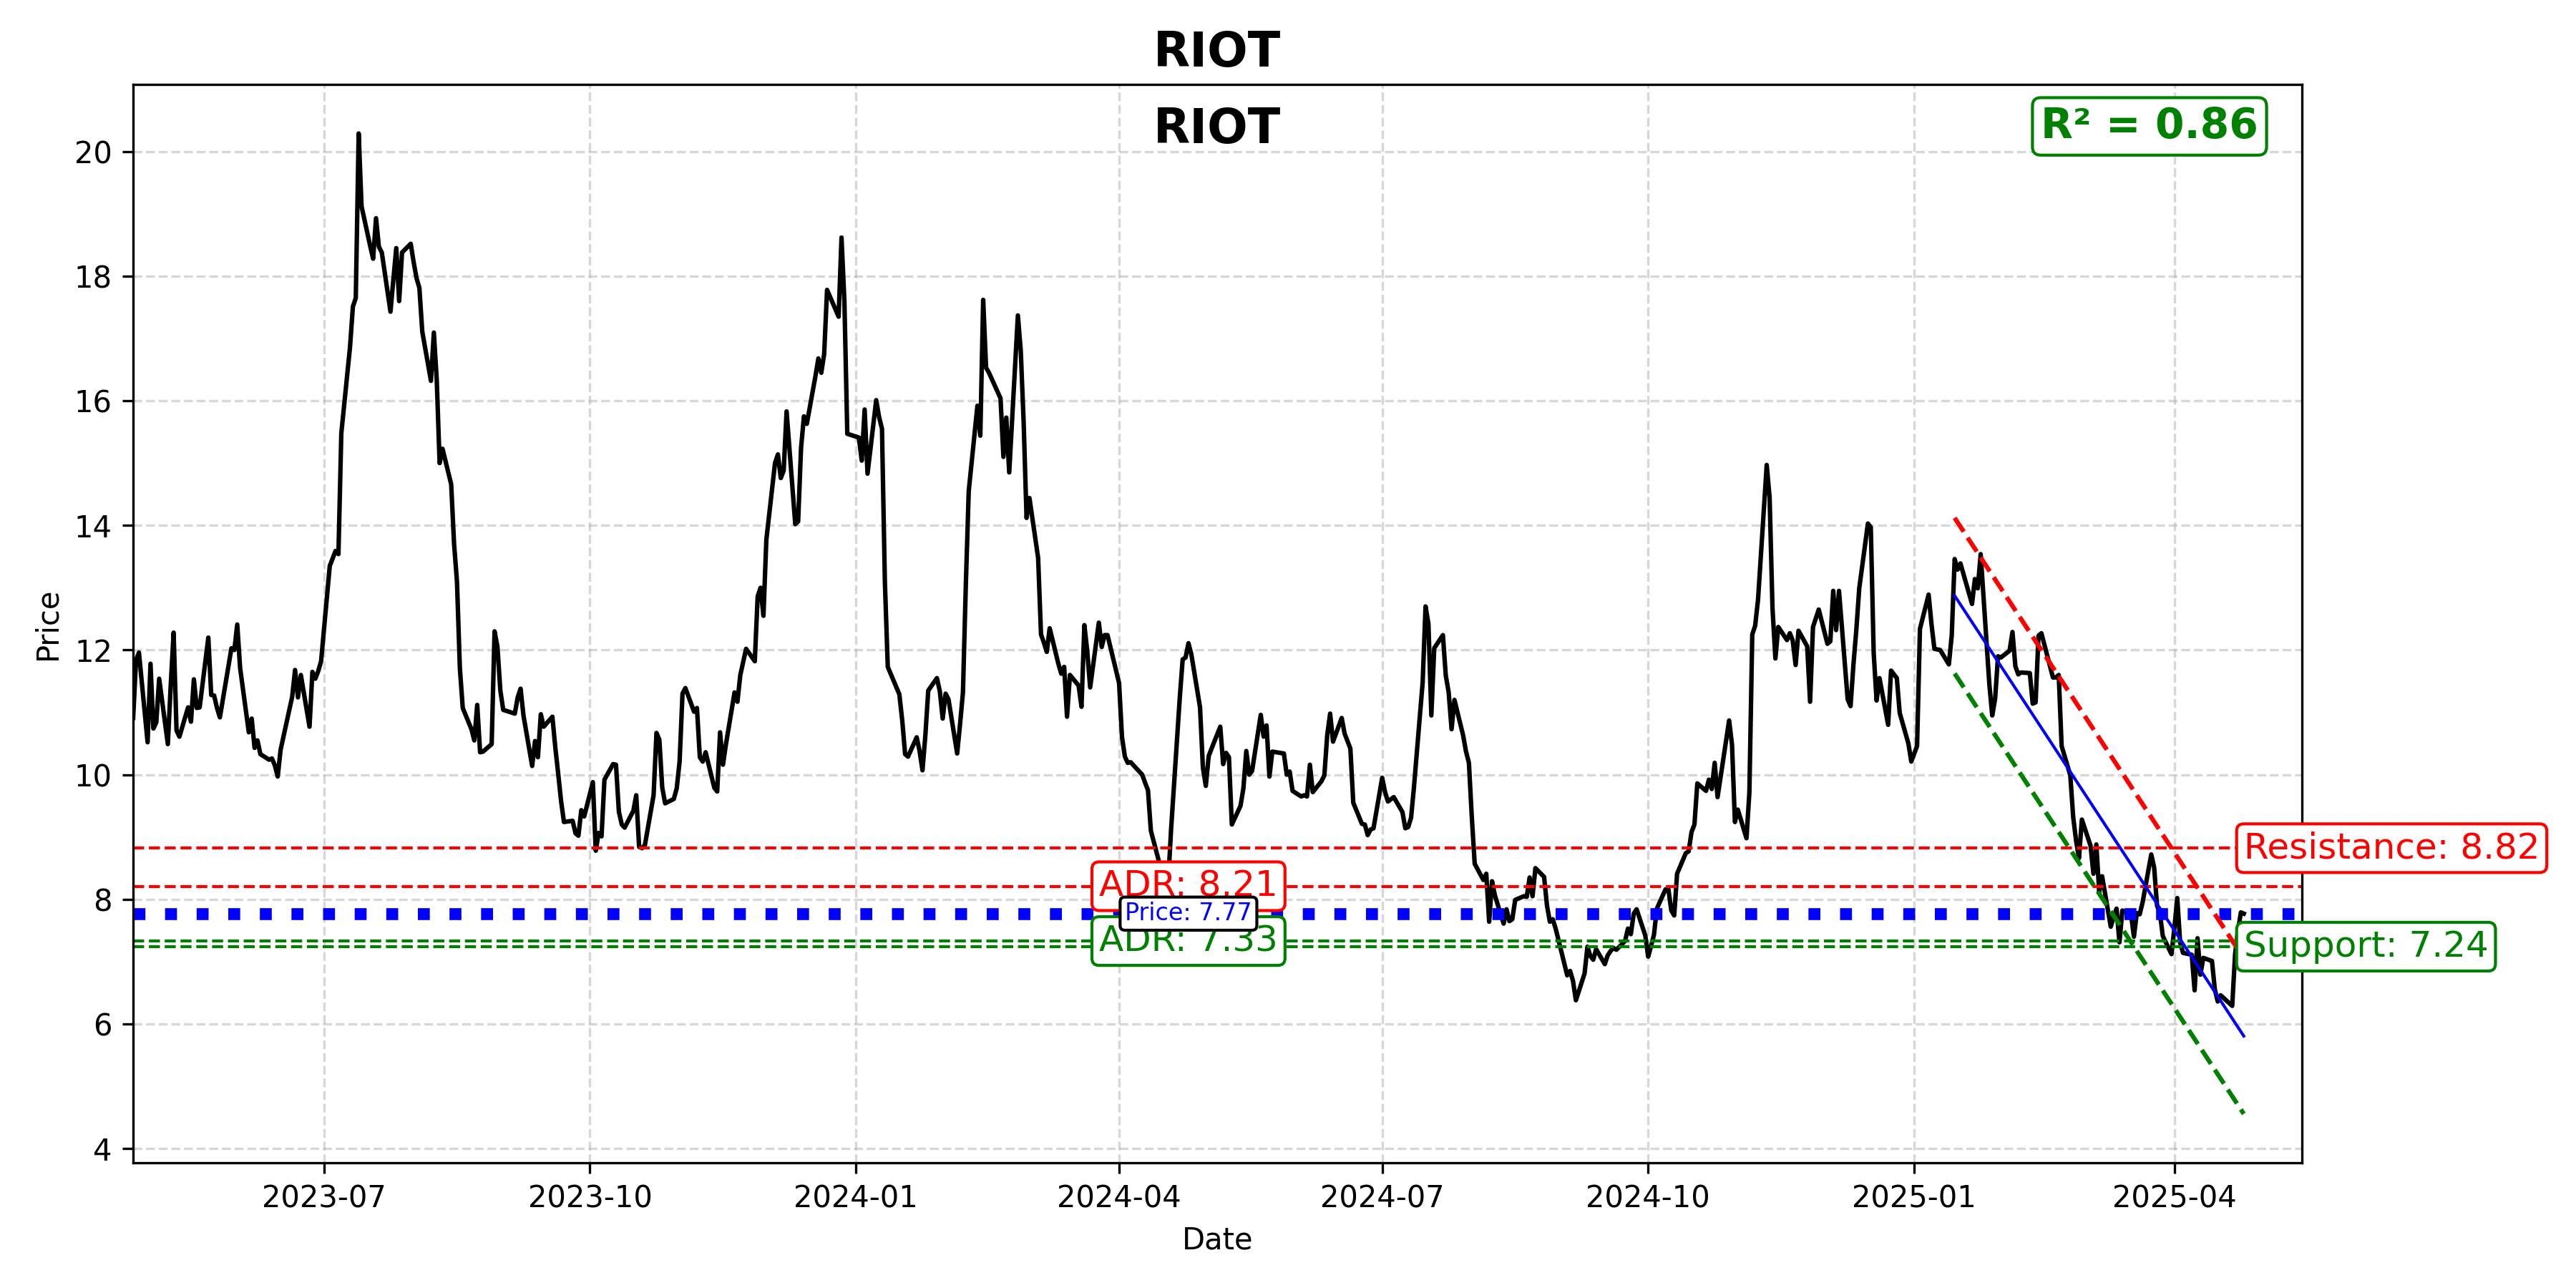 RIOT
RIOT
R² = 0.86
20
18
16
14
12
10
8
6
4
Price
Resistance: 8.82
ADR: 8.21
Price: 7.77
ADR: 7.33
Support: 7.24
2023-07
2023-10
2024-01
2024-04
2024-07
2024-10
2025-01
2025-04
Date